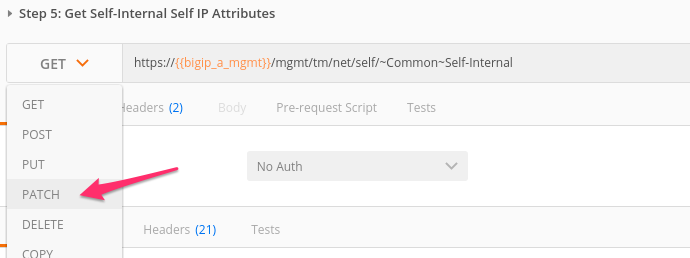 Step 5: Get Self-Internal Self IP Attributes
GET
https://{{bigip_a_mgmt}}/mgmt/tm/net/self/~Common~Self-Internal
Headers (2)
Body
Pre-request Script
Tests
GET
POST
PUT
PATCH
DELETE
COPY
No Auth
Headers (21)
Tests